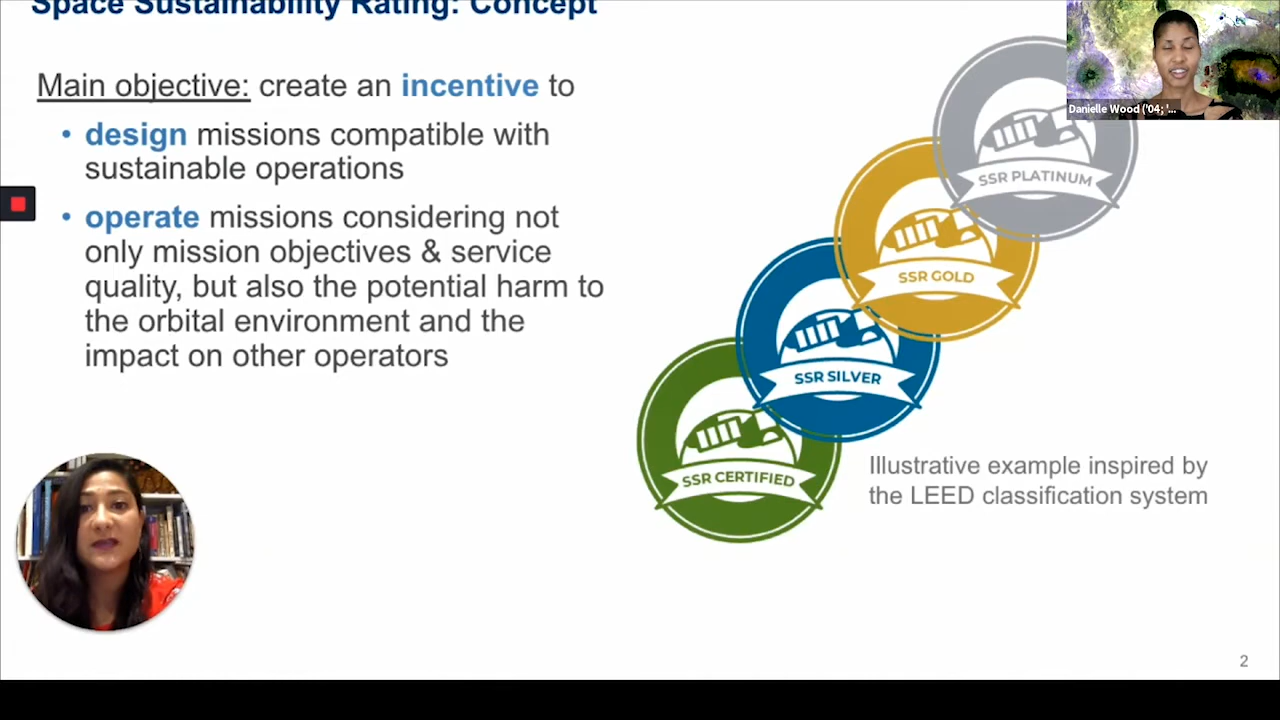 Space Sustainability Rating: Concept
Main objective: create an incentive to
• design missions compatible with
sustainable operations
• operate missions considering not
only mission objectives & service
quality, but also the potential harm to
the orbital environment and the
impact on other operators
Danielle Wood ('04; '...
SSR PLATINUM
SSR GOLD
SSR SILVER
SSR CERTIFIED
Illustrative example inspired by
the LEED classification system
2